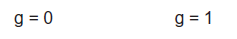 g = 0 g = 1